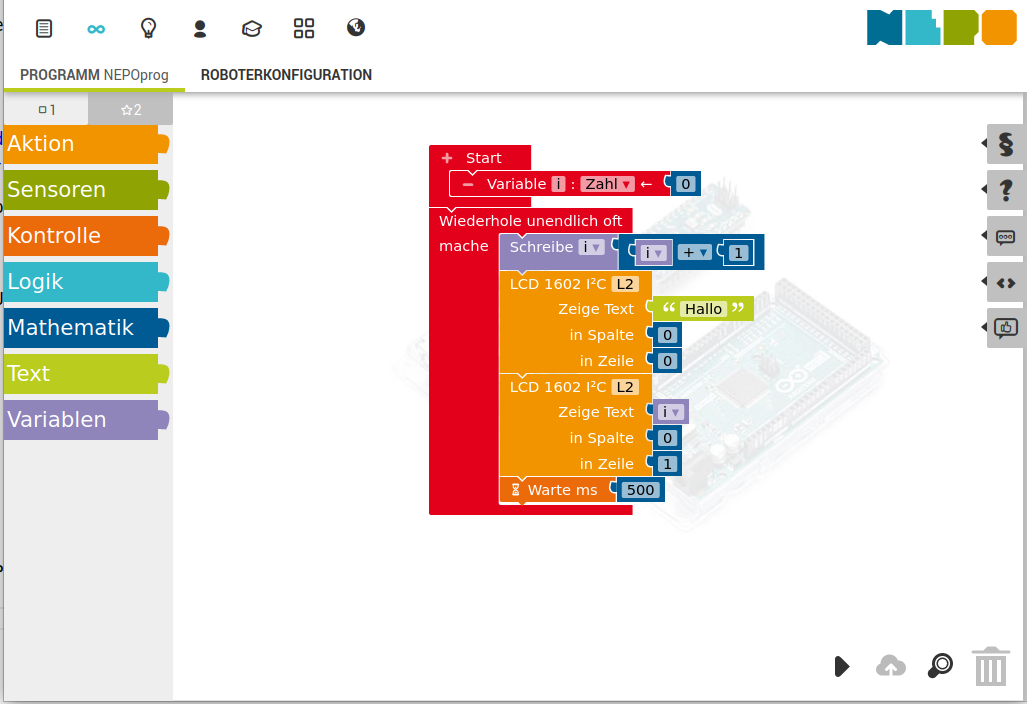 PROGRAMM NEPOprog
ROBOTERKONFIGURATION
1
2
Aktion
Sensoren
Kontrolle
Logik
Mathematik
Text
Variablen
+ Start
− Variable i : Zahl ← 0
Wiederhole unendlich oft
mache
Schreibe i i + 1
LCD 1602 I²C L2
Zeige Text “ Hallo ”
in Spalte 0
in Zeile 0
LCD 1602 I²C L2
Zeige Text i
in Spalte 0
in Zeile 1
Warte ms 500
§
?